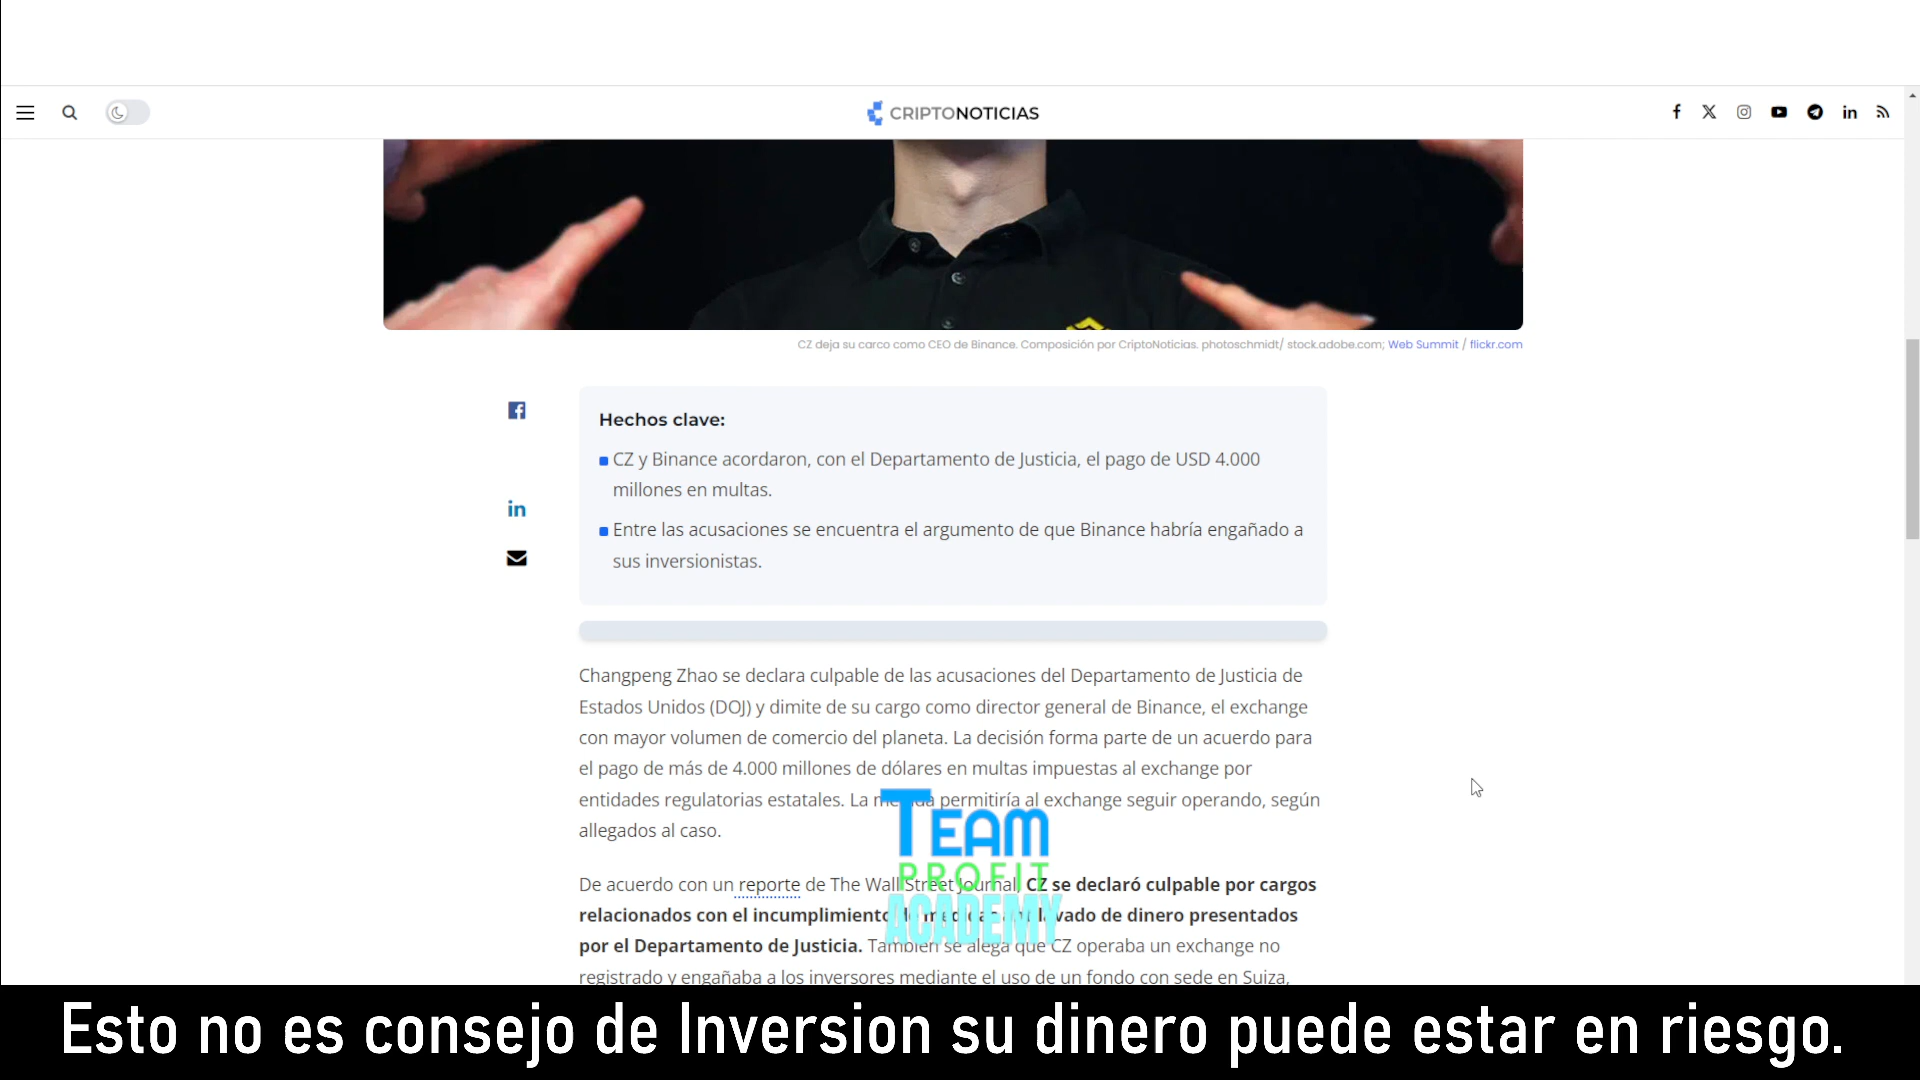 CRIPTONOTICIAS
CZ deja su carco como CEO de Binance. Composición por CriptoNoticias. photoschmidt/ stock.adobe.com; Web Summit / flickr.com
Hechos clave:
CZ y Binance acordaron, con el Departamento de Justicia, el pago de USD 4.000
millones en multas.
Entre las acusaciones se encuentra el argumento de que Binance habría engañado a
sus inversionistas.
Changpeng Zhao se declara culpable de las acusaciones del Departamento de Justicia de
Estados Unidos (DOJ) y dimite de su cargo como director general de Binance, el exchange
con mayor volumen de comercio del planeta. La decisión forma parte de un acuerdo para
el pago de más de 4.000 millones de dólares en multas impuestas al exchange por
entidades regulatorias estatales. La medida permitiría al exchange seguir operando, según
allegados al caso.
TEAM
PROFIT
ACADEMY
De acuerdo con un reporte de The Wall Street Journal, CZ se declaró culpable por cargos
relacionados con el incumplimiento de medidas antilavado de dinero presentados
por el Departamento de Justicia. También se alega que CZ operaba un exchange no
registrado y engañaba a los inversores mediante el uso de un fondo con sede en Suiza,
Esto no es consejo de Inversion su dinero puede estar en riesgo.